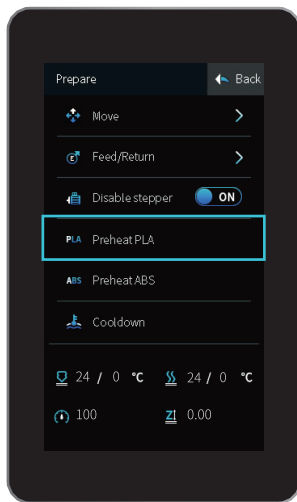 Prepare Back
Move
E Feed/Return
Disable stepper ON
PLA Preheat PLA
ABS Preheat ABS
Cooldown
24 / 0 °C 24 / 0 °C
100 Z 0.00